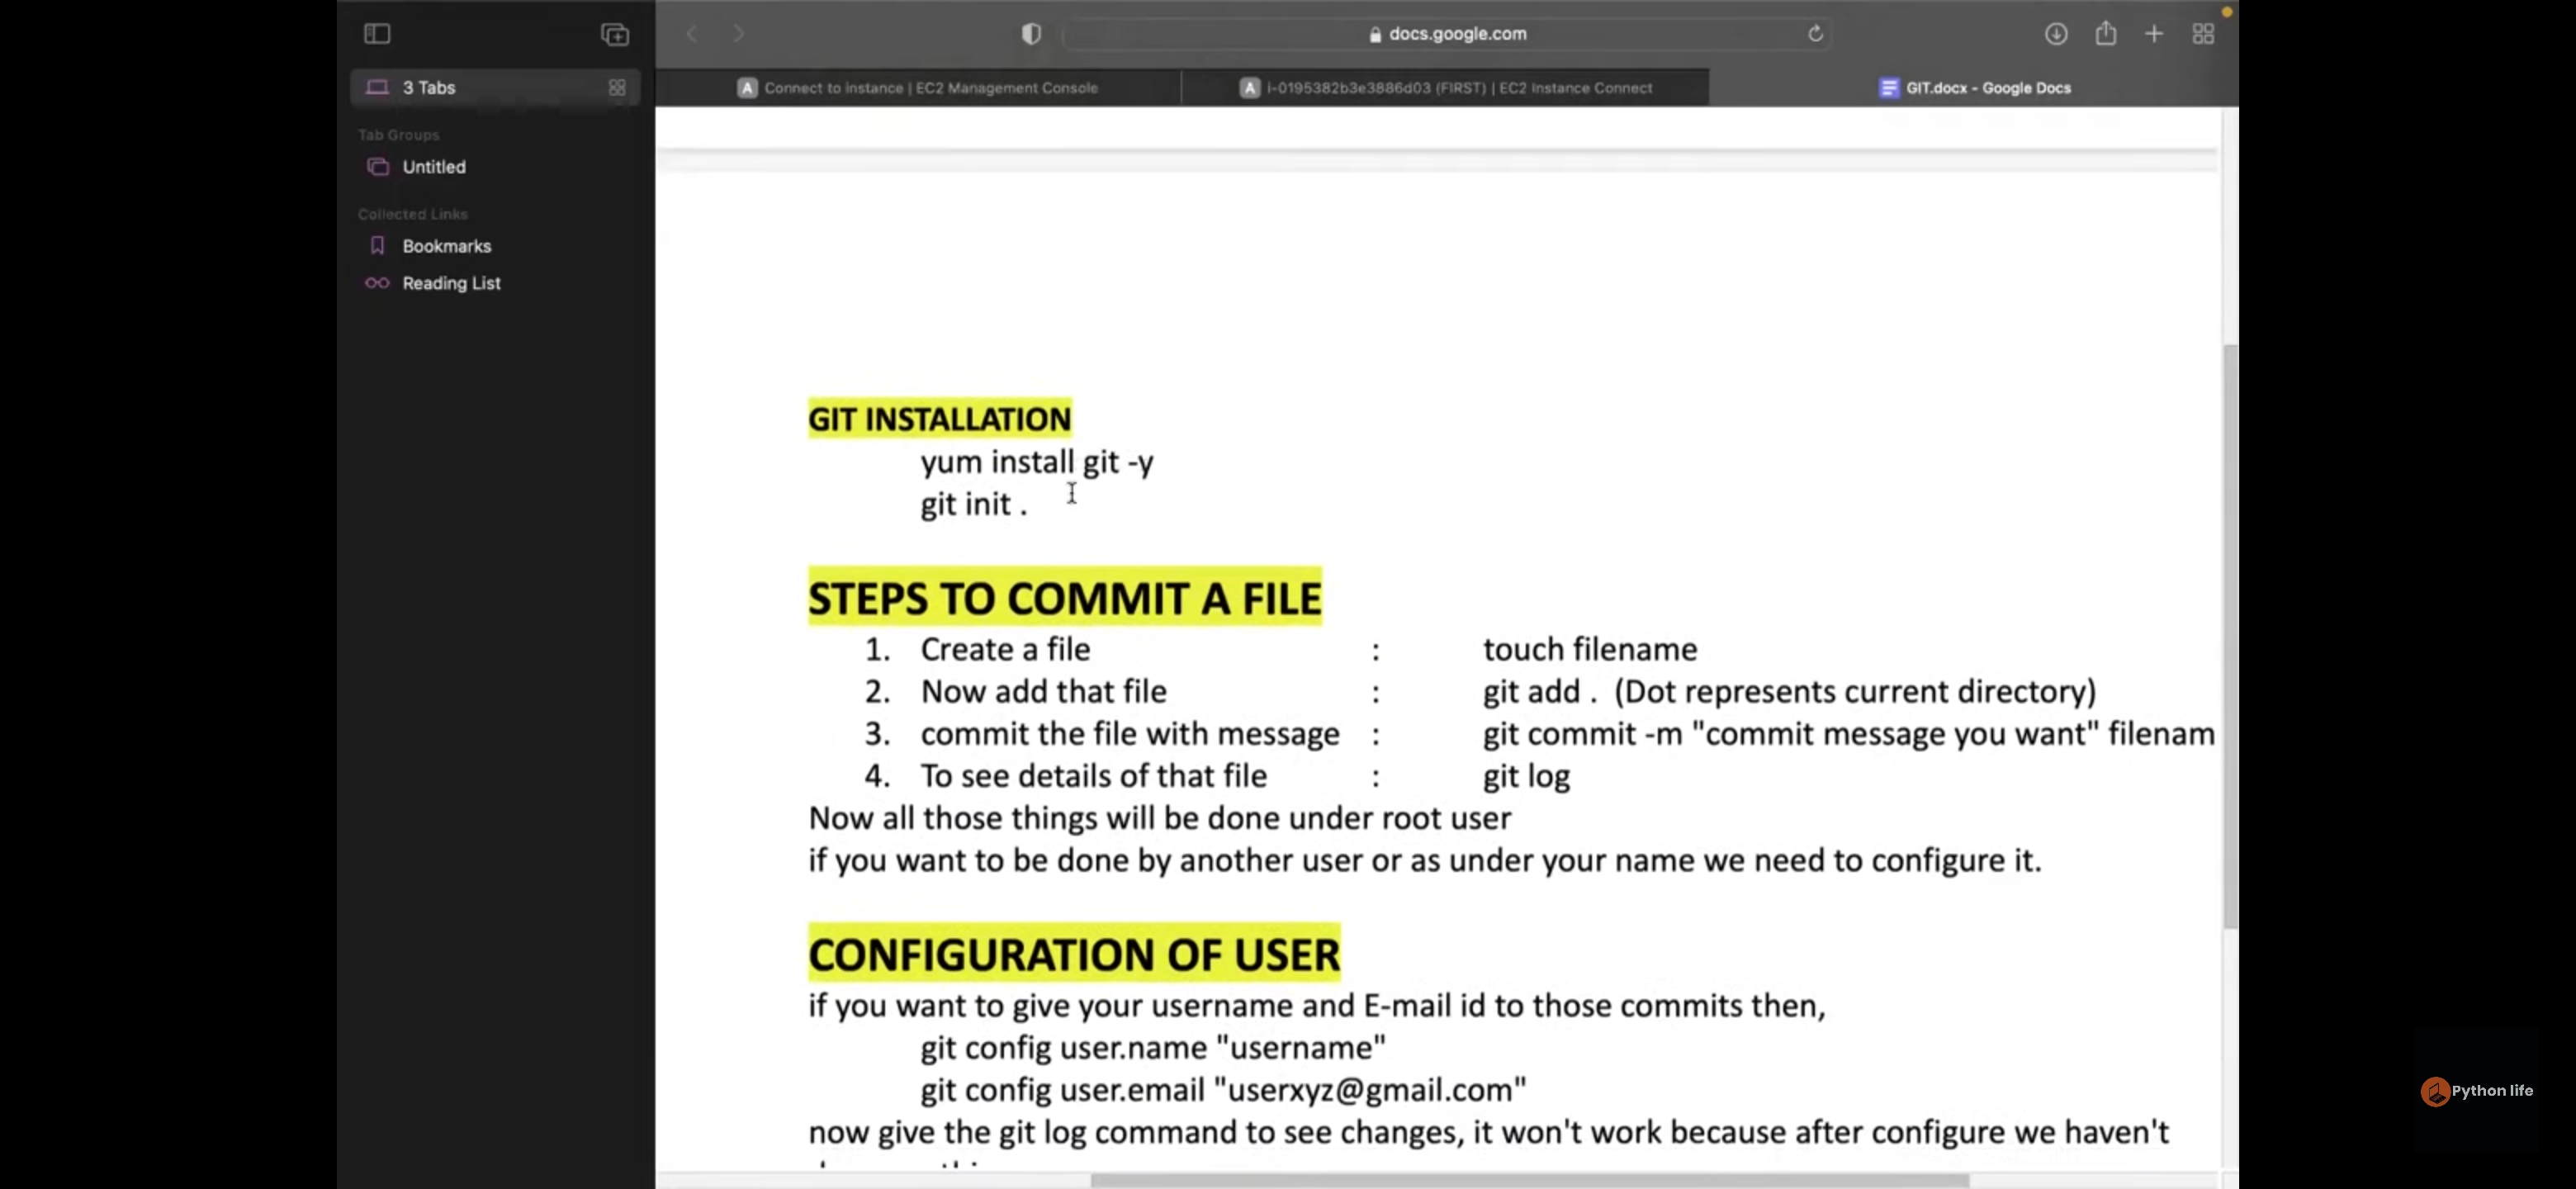 docs.google.com
3 Tabs
Connect to instance | EC2 Management Console
i-0195382b3e3886d03 (FIRST) | EC2 Instance Connect
GIT.docx - Google Docs
Tab Groups
Untitled
Collected Links
Bookmarks
Reading List
GIT INSTALLATION
yum install git -y
git init .
STEPS TO COMMIT A FILE
1. Create a file : touch filename
2. Now add that file : git add . (Dot represents current directory)
3. commit the file with message : git commit -m "commit message you want" filenam
4. To see details of that file : git log
Now all those things will be done under root user
if you want to be done by another user or as under your name we need to configure it.
CONFIGURATION OF USER
if you want to give your username and E-mail id to those commits then,
git config user.name "username"
git config user.email "userxyz@gmail.com"
now give the git log command to see changes, it won't work because after configure we haven't
Python life